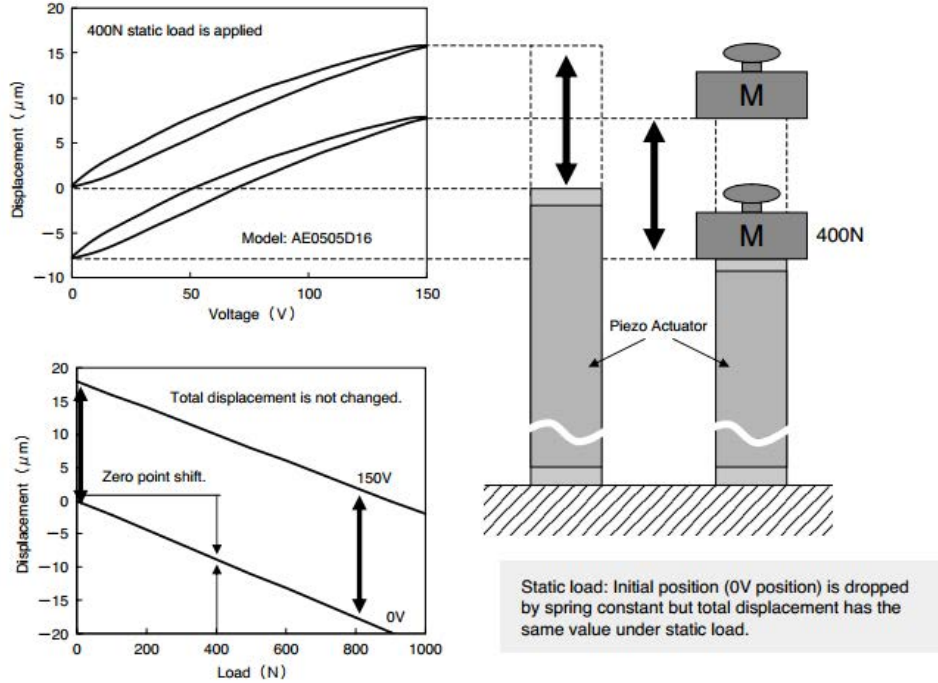 20
15
10
5
0
－5
－10
Displacement (μm)
400N static load is applied
Model: AE0505D16
0
50
100
150
Voltage (V)
M
M
400N
Piezo Actuator
20
15
10
5
0
－5
－10
－15
－20
Displacement (μm)
Total displacement is not changed.
Zero point shift.
150V
0V
0
200
400
600
800
1000
Load (N)
Static load: Initial position (0V position) is dropped
by spring constant but total displacement has the
same value under static load.